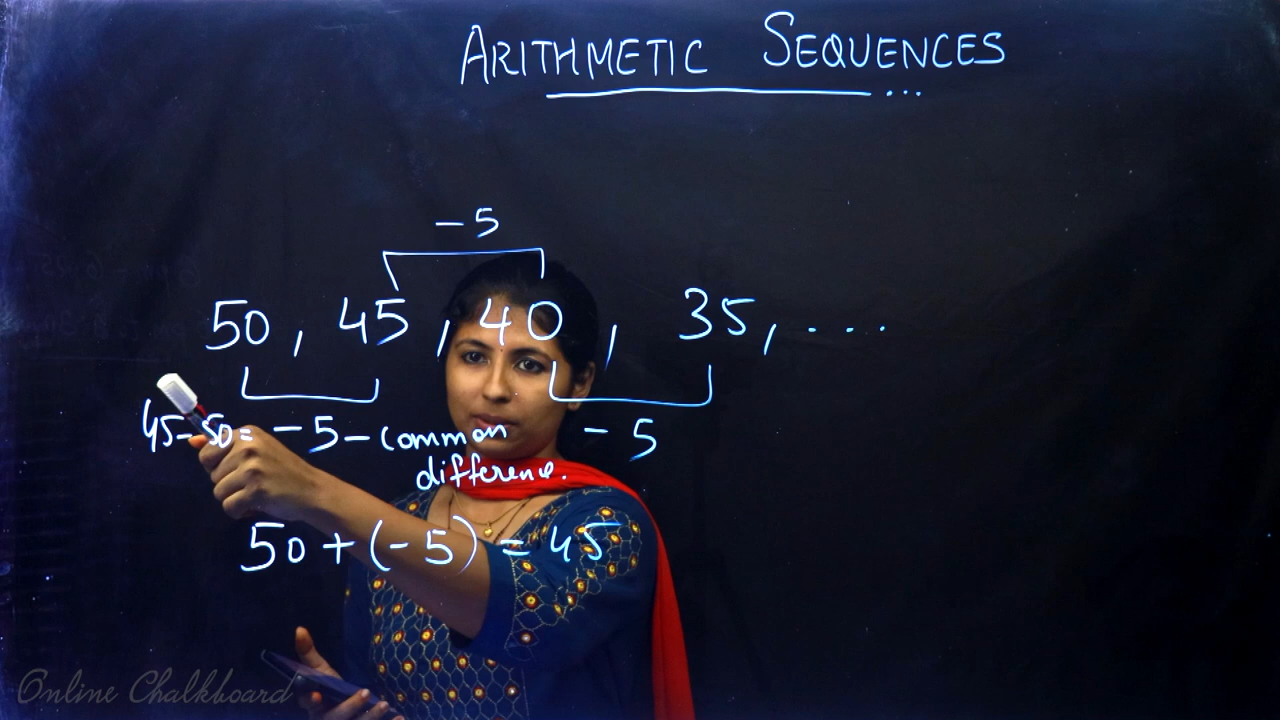 ARITHMETIC SEQUENCES ...
-5
50, 45, 40, 35, ...
45-50= -5 - common -5
difference.
50+(-5) = 45
Online Chalkboard